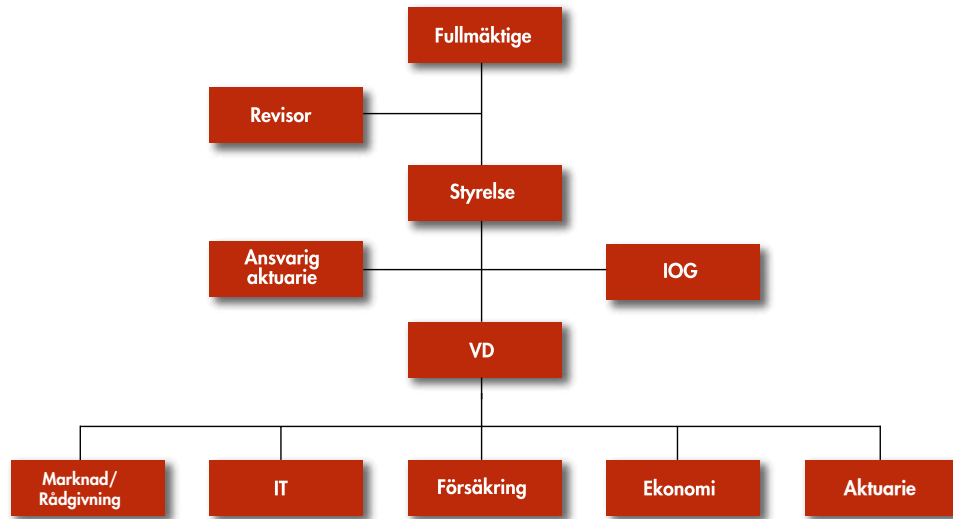 Fullmäktige
Revisor
Styrelse
Ansvarig
aktuarie
IOG
VD
Marknad/
Rådgivning
IT
Försäkring
Ekonomi
Aktuarie